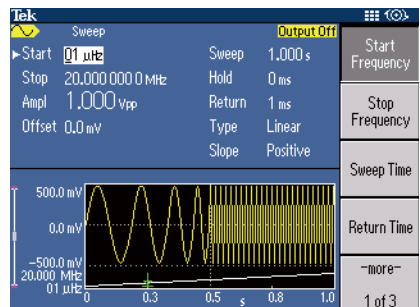 Tek
Sweep
Output Off
Start 01 µHz
Sweep 1.000 s
Stop 20.000 000 0 MHz
Hold 0 ms
Ampl 1.000 Vpp
Return 1 ms
Offset 0.0 mV
Type Linear
Slope Positive
Start
Frequency
Stop
Frequency
Sweep Time
Return Time
-more-
1 of 3
500.0 mV
0.0 mV
-500.0 mV
20.000 MHz
01 µHz
0 0.3 0.5 s 0.8 1.0